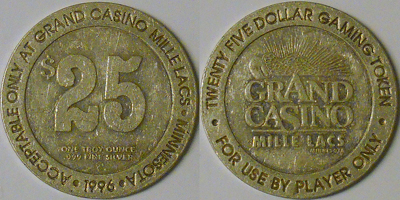 ACCEPTABLE ONLY AT GRAND CASINO MILLE LACS • MINNESOTA
$25
ONE TROY OUNCE
.999 FINE SILVER
• 1996 •
TWENTY FIVE DOLLAR GAMING TOKEN
GRAND
CASINO
MILLE LACS
MINNESOTA
• FOR USE BY PLAYER ONLY •